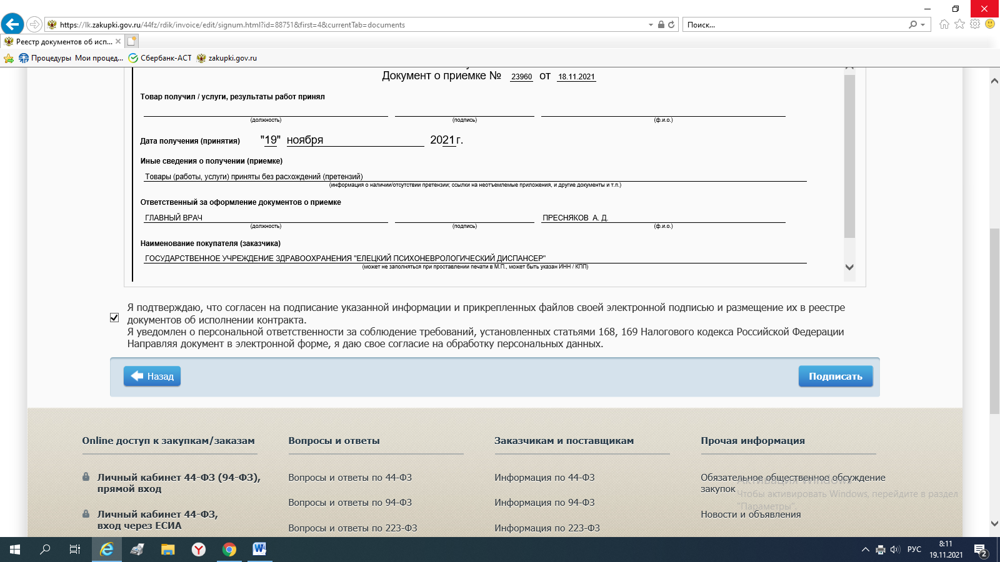 https://lk.zakupki.gov.ru/44fz/rdik/invoice/edit/signum.html?id=88751&first=4&currentTab=documents
Поиск...
Реестр документов об исп...
Процедуры Мои процед... Сбербанк-АСТ zakupki.gov.ru
Документ о приемке № 23960 от 18.11.2021
Товар получил / услуги, результаты работ принял
(должность) (подпись) (ф.и.о.)
Дата получения (принятия) "19" ноября 2021г.
Иные сведения о получении (приемке)
Товары (работы, услуги) приняты без расхождений (претензий)
(информация о наличии/отсутствии претензии; ссылки на неотъемлемые приложения, и другие документы и т.п.)
Ответственный за оформление документов о приемке
ГЛАВНЫЙ ВРАЧ ПРЕСНЯКОВ А. Д.
(должность) (подпись) (ф.и.о.)
Наименование покупателя (заказчика)
ГОСУДАРСТВЕННОЕ УЧРЕЖДЕНИЕ ЗДРАВООХРАНЕНИЯ "ЕЛЕЦКИЙ ПСИХОНЕВРОЛОГИЧЕСКИЙ ДИСПАНСЕР"
(может не заполняться при проставлении печати в М.П., может быть указан ИНН / КПП)
Я подтверждаю, что согласен на подписание указанной информации и прикрепленных файлов своей электронной подписью и размещение их в реестре
документов об исполнении контракта.
Я уведомлен о персональной ответственности за соблюдение требований, установленных статьями 168, 169 Налогового кодекса Российской Федерации
Направляя документ в электронной форме, я даю свое согласие на обработку персональных данных.
Назад
Подписать
Online доступ к закупкам/заказам
Личный кабинет 44-ФЗ (94-ФЗ),
прямой вход
Личный кабинет 44-ФЗ,
вход через ЕСИА
Вопросы и ответы
Вопросы и ответы по 44-ФЗ
Вопросы и ответы по 94-ФЗ
Вопросы и ответы по 223-ФЗ
Заказчикам и поставщикам
Информация по 44-ФЗ
Информация по 94-ФЗ
Информация по 223-ФЗ
Прочая информация
Обязательное общественное обсуждение
закупок
Новости и объявления
Активация Windows
Чтобы активировать Windows, перейдите в раздел
"Параметры".
РУС
8:11
19.11.2021
2